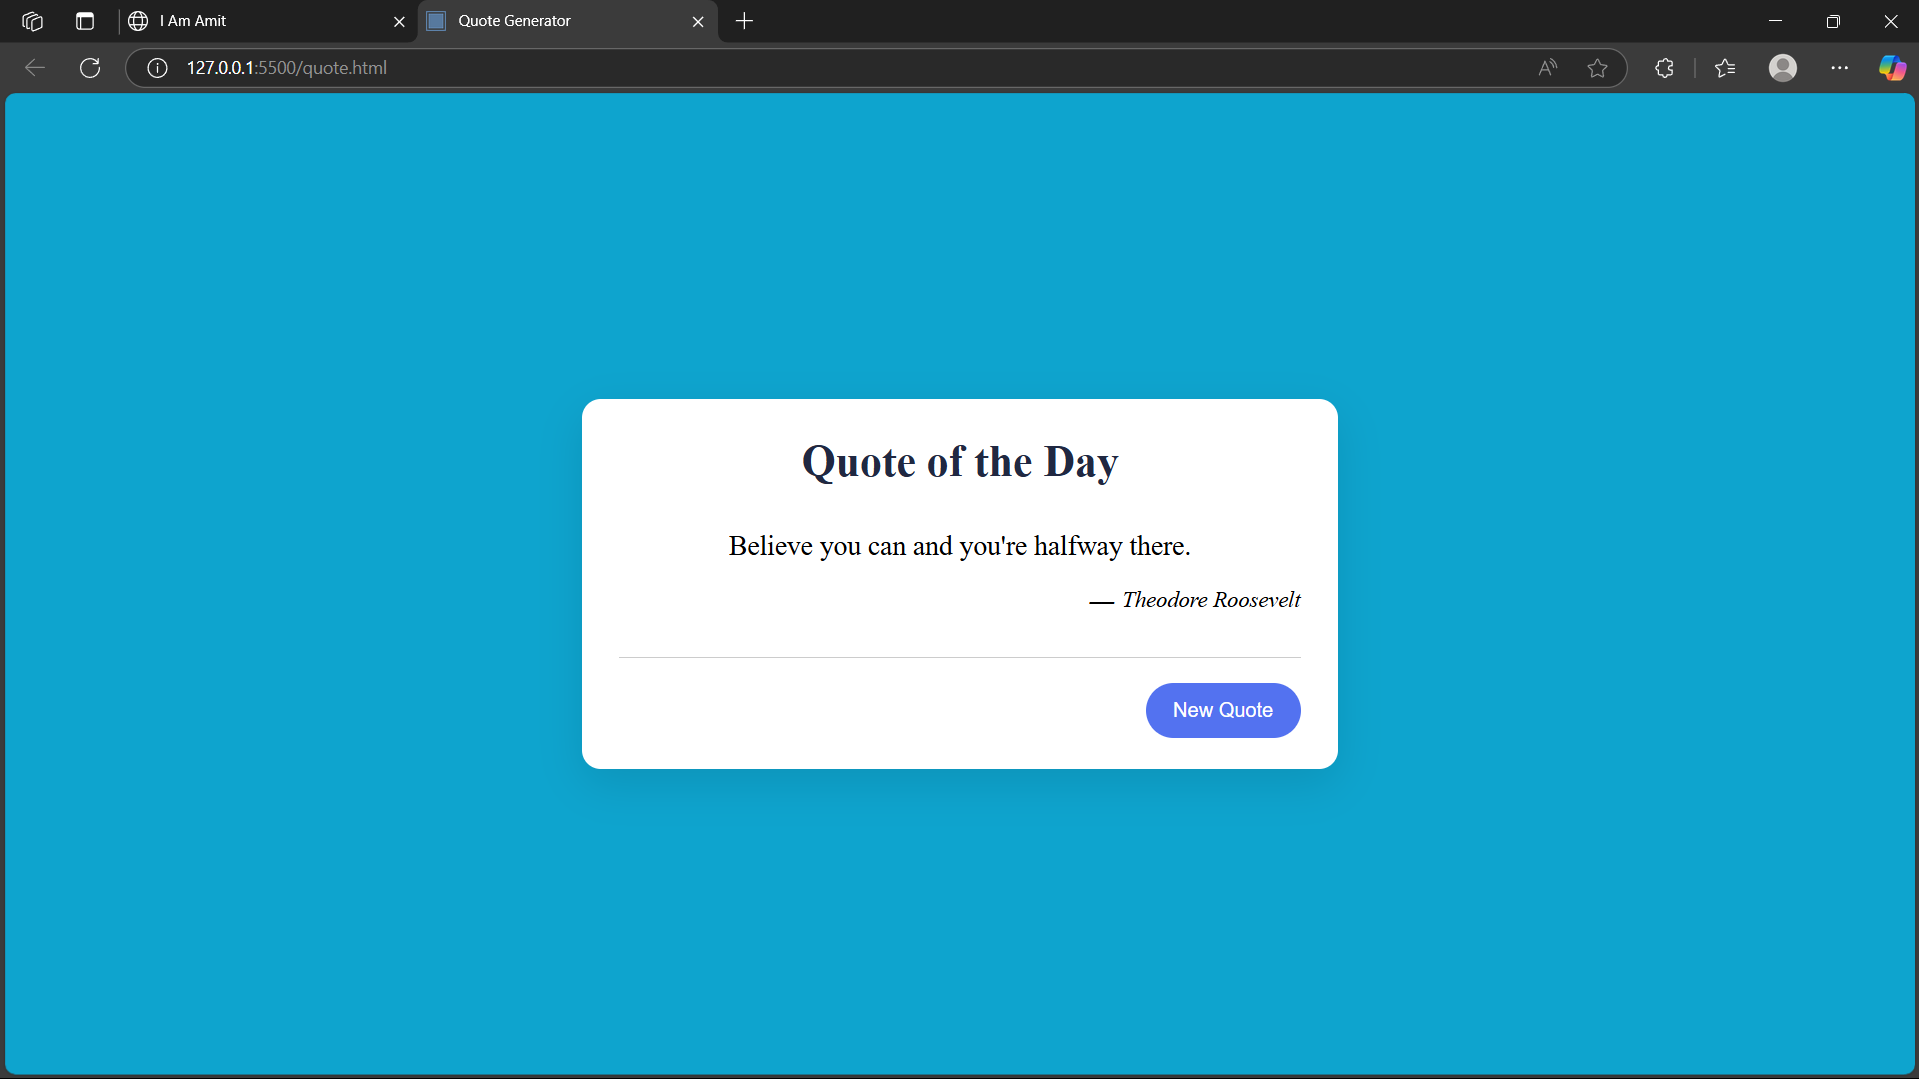 I Am Amit
Quote Generator
127.0.0.1:5500/quote.html
Quote of the Day
Believe you can and you're halfway there.
— Theodore Roosevelt
New Quote